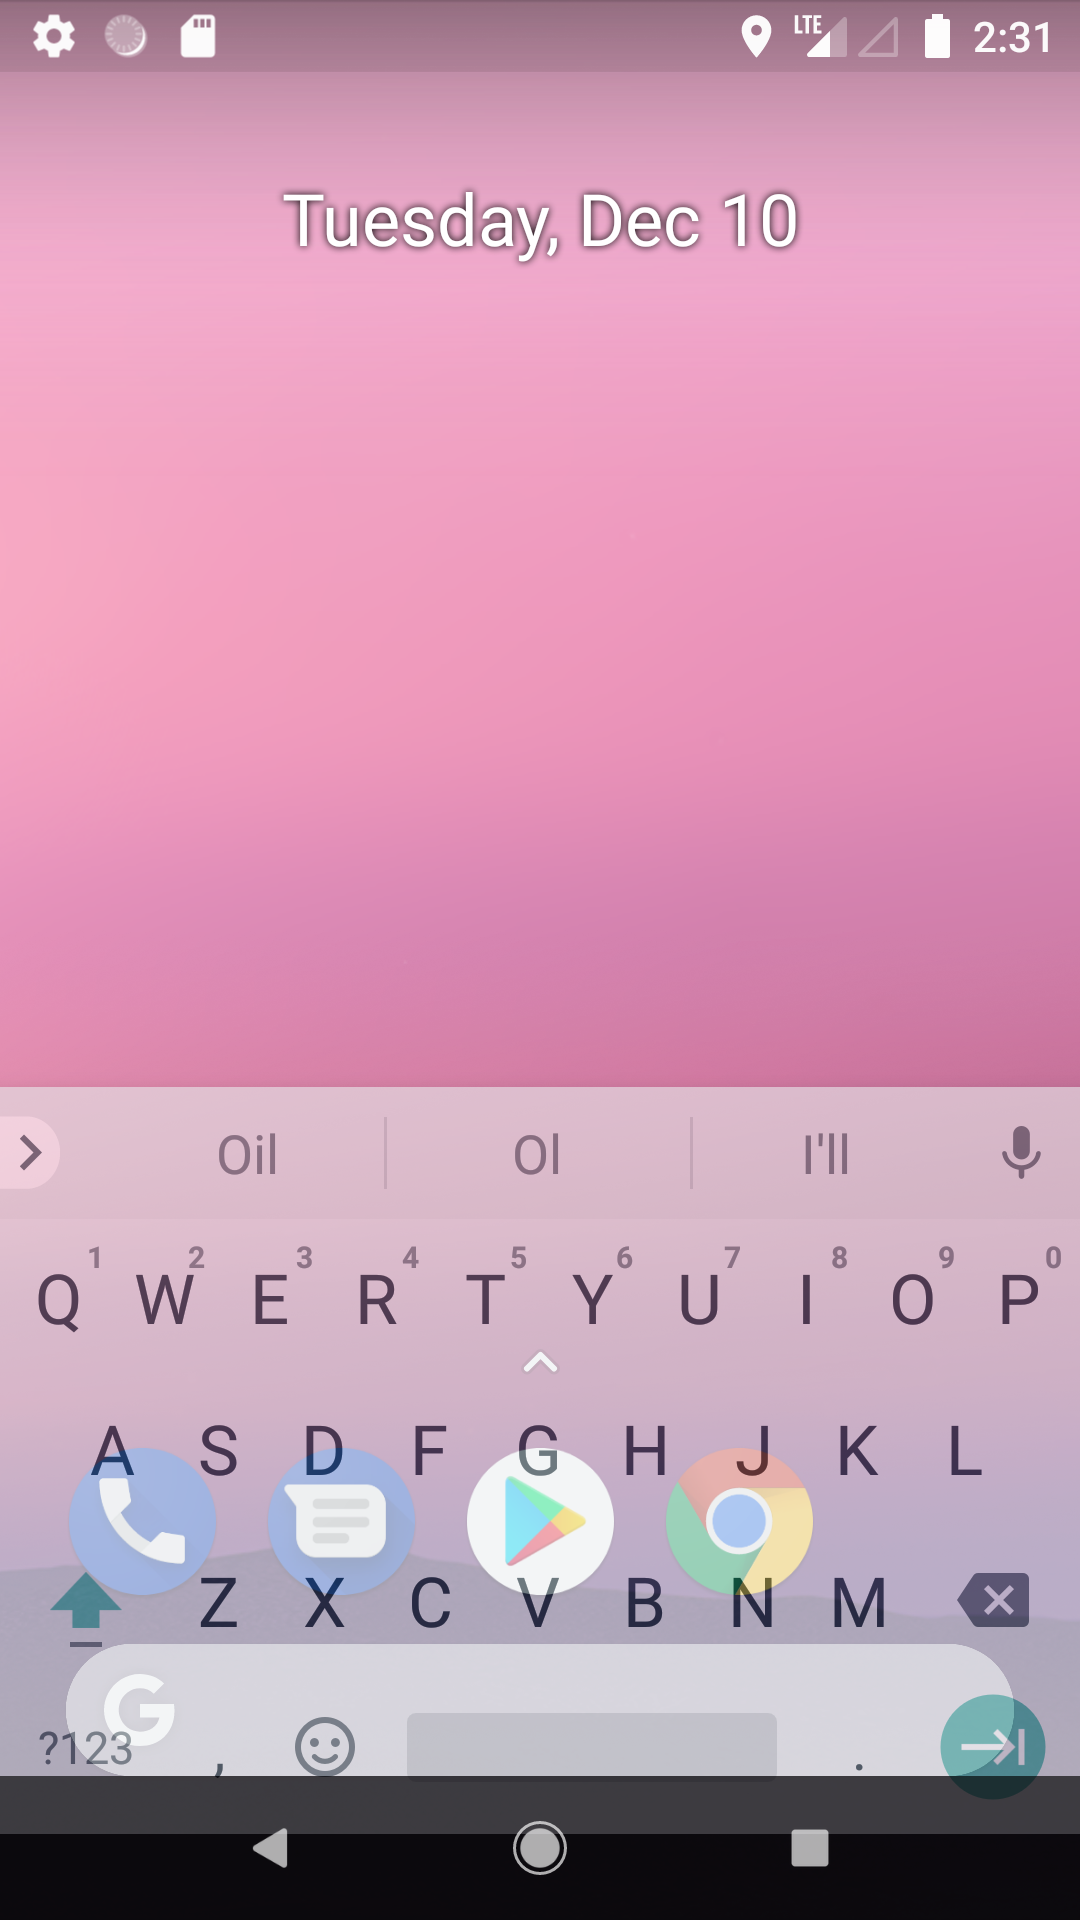 LTE 2:31
Tuesday, Dec 10
Oil Ol I'll
1 2 3 4 5 6 7 8 9 0
Q W E R T Y U I O P
A S D F G H J K L
Z X C V B N M
G
?123 , .